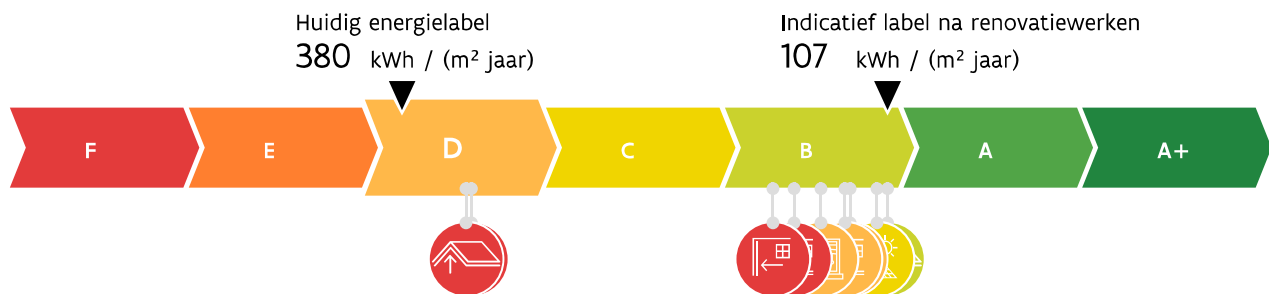 Huidig energielabel
380 kWh / (m² jaar)
Indicatief label na renovatiewerken
107 kWh / (m² jaar)
F E D C B A A+